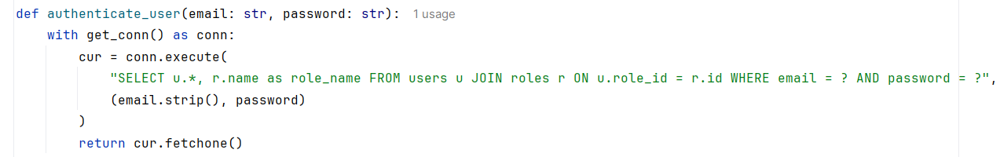 def authenticate_user(email: str, password: str): 1 usage
    with get_conn() as conn:
        cur = conn.execute(
            "SELECT u.*, r.name as role_name FROM users u JOIN roles r ON u.role_id = r.id WHERE email = ? AND password = ?",
            (email.strip(), password)
        )
        return cur.fetchone()